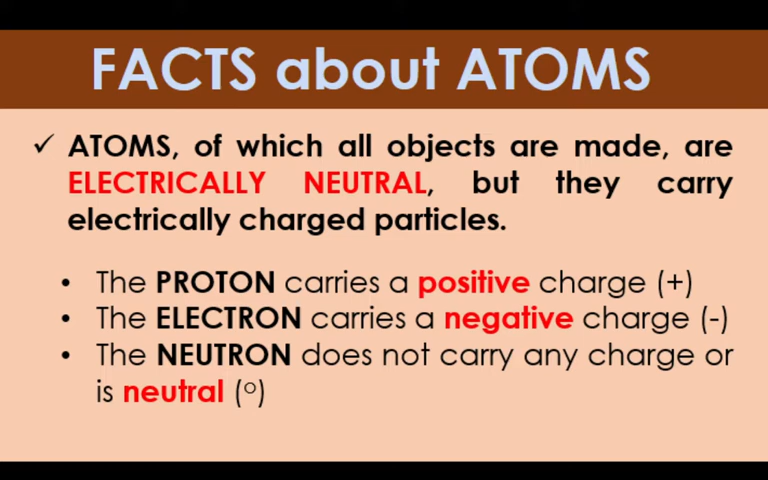 FACTS about ATOMS
✓ ATOMS, of which all objects are made, are
ELECTRICALLY NEUTRAL, but they carry
electrically charged particles.
• The PROTON carries a positive charge (+)
• The ELECTRON carries a negative charge (-)
• The NEUTRON does not carry any charge or
is neutral (°)